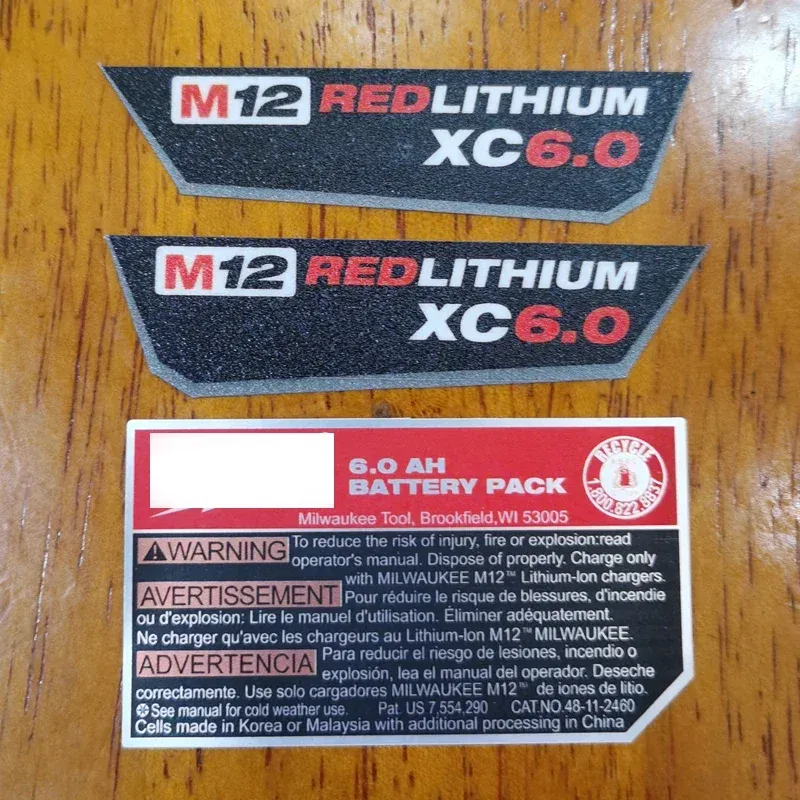 M12 REDLITHIUM
XC6.0
M12 REDLITHIUM
XC6.0
6.0 AH
BATTERY PACK
RECYCLE
1.800.822.8837
Milwaukee Tool, Brookfield,WI 53005
⚠WARNING To reduce the risk of injury, fire or explosion:read
operator's manual. Dispose of properly. Charge only
with MILWAUKEE M12™ Lithium-Ion chargers.
AVERTISSEMENT Pour réduire le risque de blessures, d'incendie
ou d'explosion: Lire le manuel d'utilisation. Éliminer adéquatement.
Ne charger qu'avec les chargeurs au Lithium-Ion M12™ MILWAUKEE.
ADVERTENCIA Para reducir el riesgo de lesiones, incendio o
explosión, lea el manual del operador. Deseche
correctamente. Use solo cargadores MILWAUKEE M12™ de iones de litio.
❄See manual for cold weather use. Pat. US 7,554,290 CAT.NO.48-11-2460
Cells made in Korea or Malaysia with additional processing in China